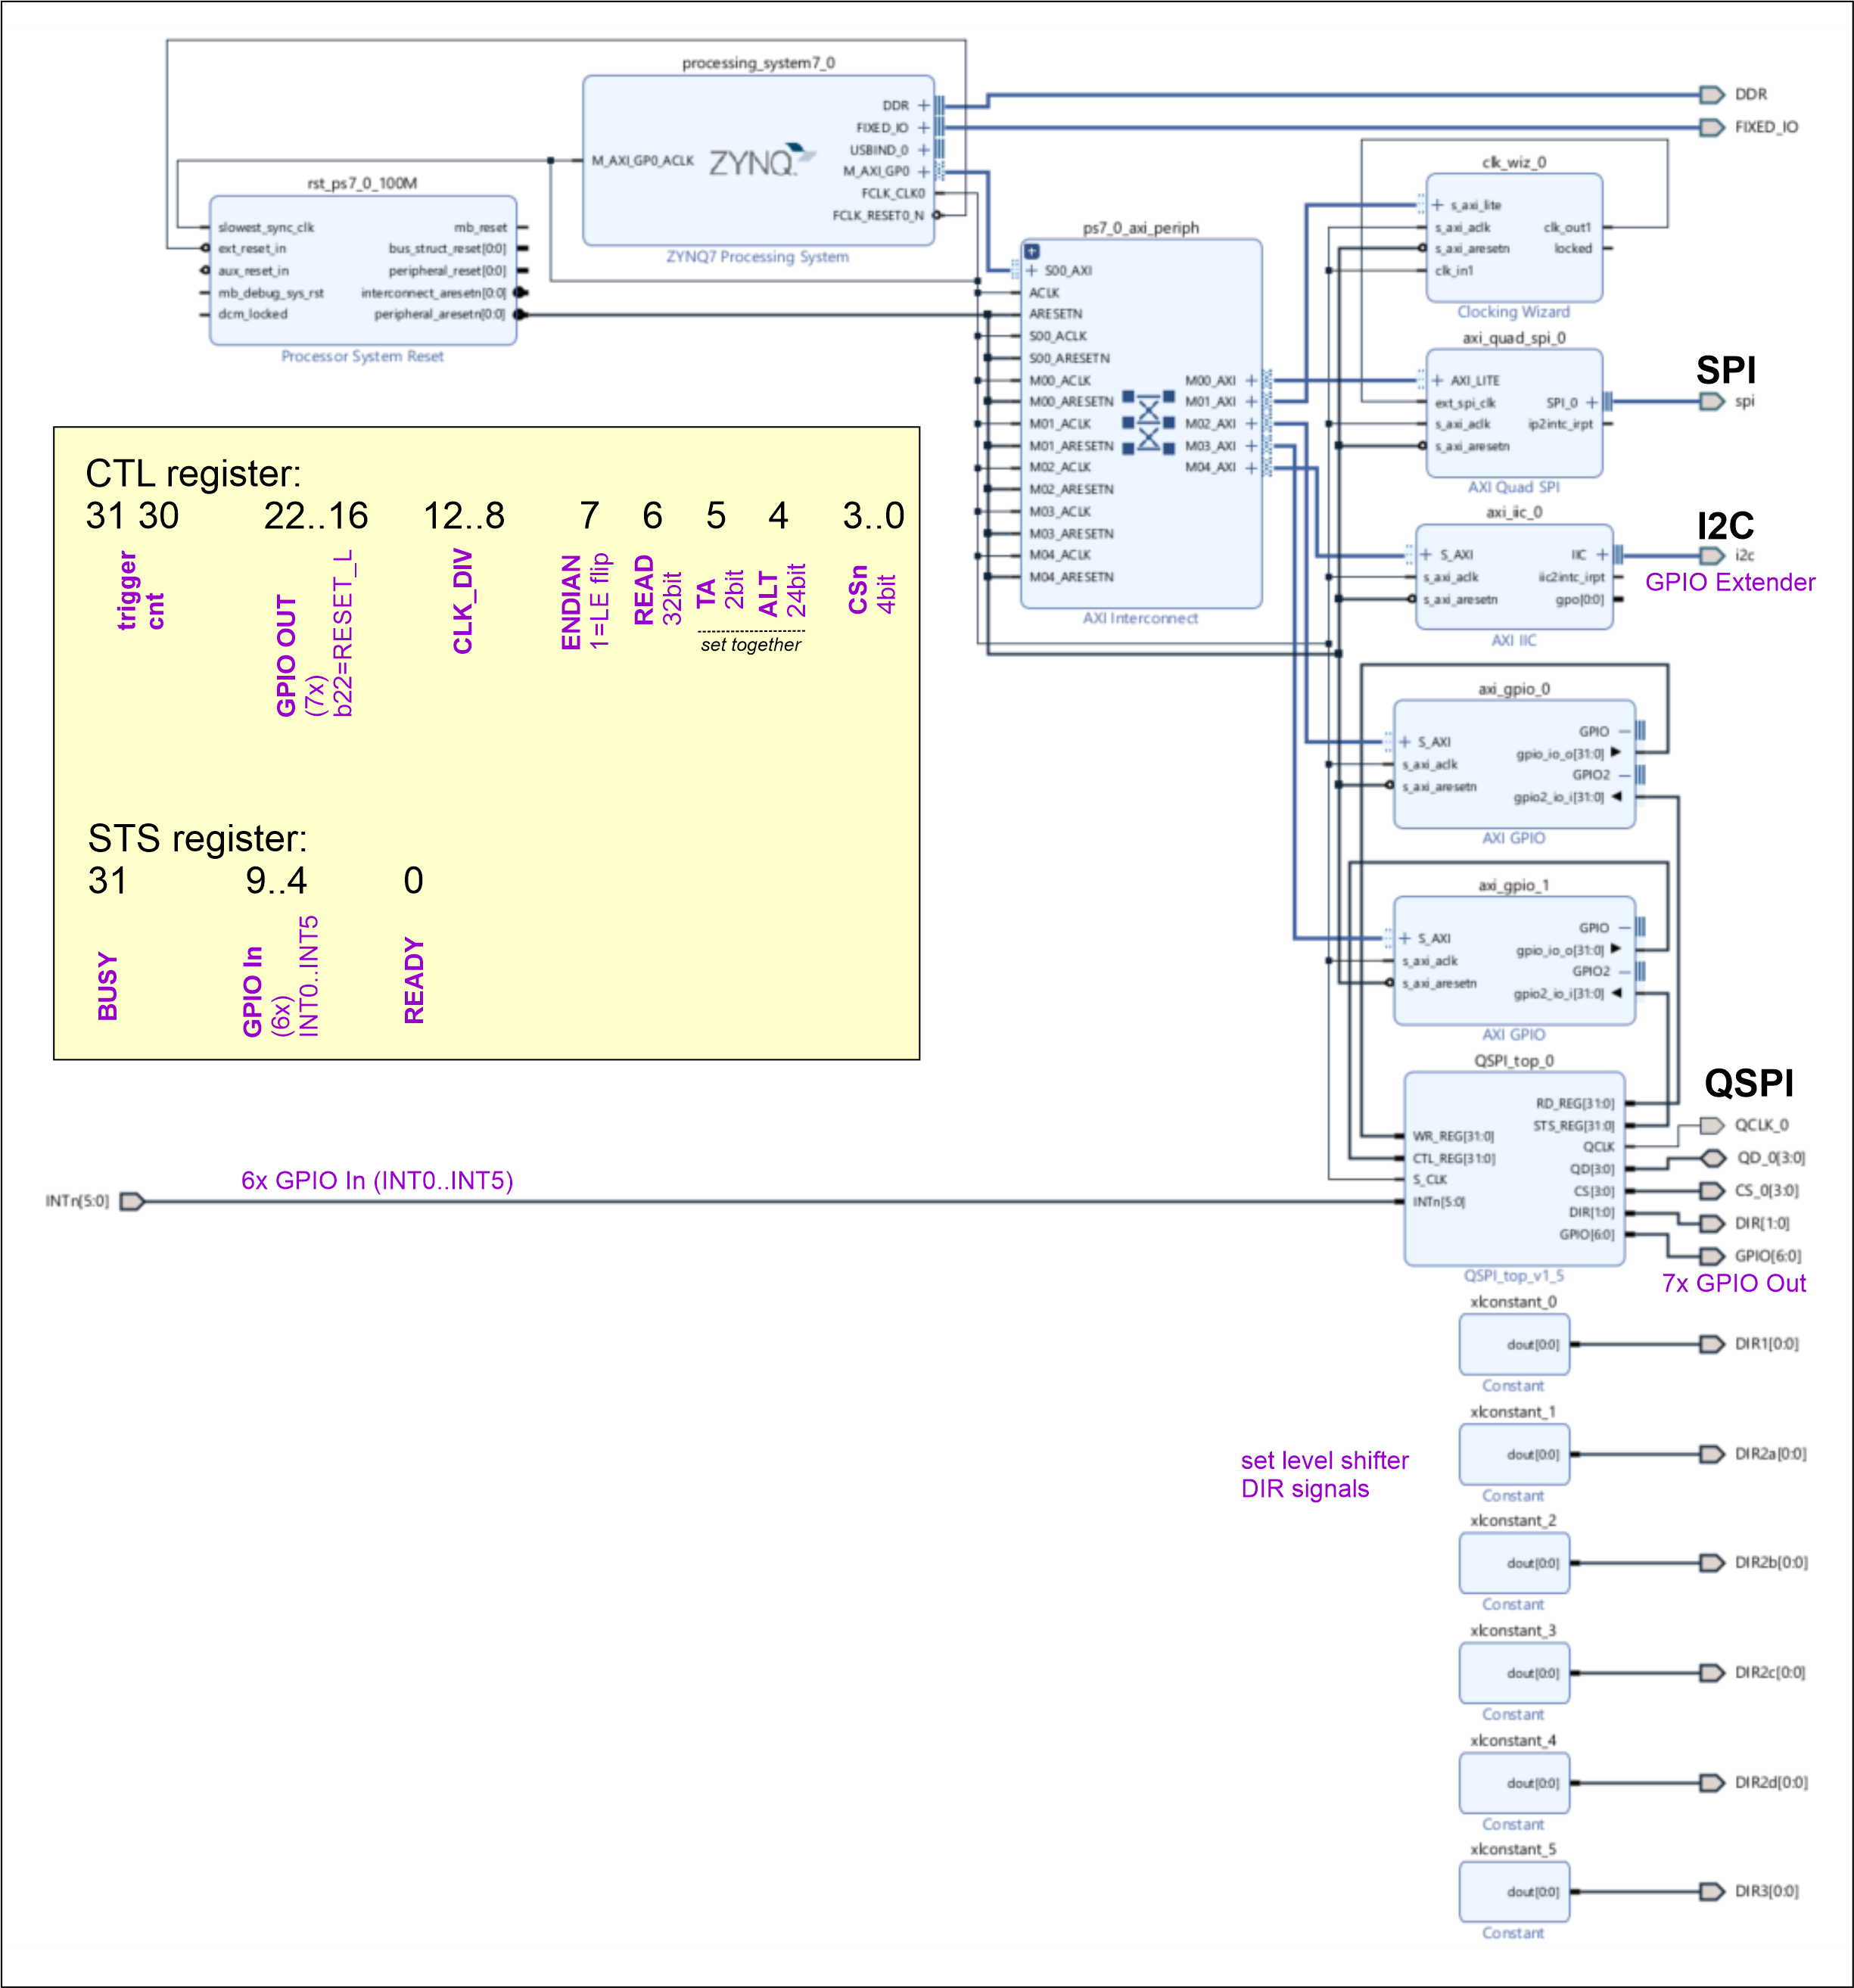 processing_system7_0
DDR
FIXED_IO
USBIND_0
M_AXI_GP0
FCLK_CLK0
FCLK_RESET0_N
M_AXI_GP0_ACLK
ZYNQ
ZYNQ7 Processing System
DDR
FIXED_IO
rst_ps7_0_100M
slowest_sync_clk
ext_reset_in
aux_reset_in
mb_debug_sys_rst
dcm_locked
mb_reset
bus_struct_reset[0:0]
peripheral_reset[0:0]
interconnect_aresetn[0:0]
peripheral_aresetn[0:0]
Processor System Reset
ps7_0_axi_periph
S00_AXI
ACLK
ARESETN
S00_ACLK
S00_ARESETN
M00_ACLK
M00_ARESETN
M01_ACLK
M01_ARESETN
M02_ACLK
M02_ARESETN
M03_ACLK
M03_ARESETN
M04_ACLK
M04_ARESETN
M00_AXI
M01_AXI
M02_AXI
M03_AXI
M04_AXI
AXI Interconnect
clk_wiz_0
s_axi_lite
s_axi_aclk
s_axi_aresetn
clk_in1
clk_out1
locked
Clocking Wizard
axi_quad_spi_0
AXI_LITE
ext_spi_clk
s_axi_aclk
s_axi_aresetn
SPI_0
ip2intc_irpt
AXI Quad SPI
SPI
spi
axi_iic_0
S_AXI
s_axi_aclk
s_axi_aresetn
IIC
iic2intc_irpt
gpo[0:0]
AXI IIC
I2C
i2c
GPIO Extender
CTL register:
31 30 22..16 12..8 7 6 5 4 3..0
trigger
cnt
GPIO OUT
(7x)
b22=RESET_L
CLK_DIV
ENDIAN
1=LE flip
READ
32bit
TA
2bit
ALT
24bit
set together
CSn
4bit
STS register:
31 9..4 0
BUSY
GPIO In
(6x)
INT0..INT5
READY
axi_gpio_0
S_AXI
s_axi_aclk
s_axi_aresetn
GPIO
gpio_io_o[31:0]
GPIO2
gpio2_io_i[31:0]
AXI GPIO
axi_gpio_1
S_AXI
s_axi_aclk
s_axi_aresetn
GPIO
gpio_io_o[31:0]
GPIO2
gpio2_io_i[31:0]
AXI GPIO
QSPI_top_0
WR_REG[31:0]
CTL_REG[31:0]
S_CLK
INTn[5:0]
RD_REG[31:0]
STS_REG[31:0]
QCLK
QD[3:0]
CS[3:0]
DIR[1:0]
GPIO[6:0]
QSPI_top_v1_5
QSPI
QCLK_0
QD_0[3:0]
CS_0[3:0]
DIR[1:0]
GPIO[6:0]
7x GPIO Out
6x GPIO In (INT0..INT5)
INTn[5:0]
xlconstant_0
dout[0:0]
DIR1[0:0]
Constant
xlconstant_1
dout[0:0]
DIR2a[0:0]
Constant
set level shifter
DIR signals
xlconstant_2
dout[0:0]
DIR2b[0:0]
Constant
xlconstant_3
dout[0:0]
DIR2c[0:0]
Constant
xlconstant_4
dout[0:0]
DIR2d[0:0]
Constant
xlconstant_5
dout[0:0]
DIR3[0:0]
Constant